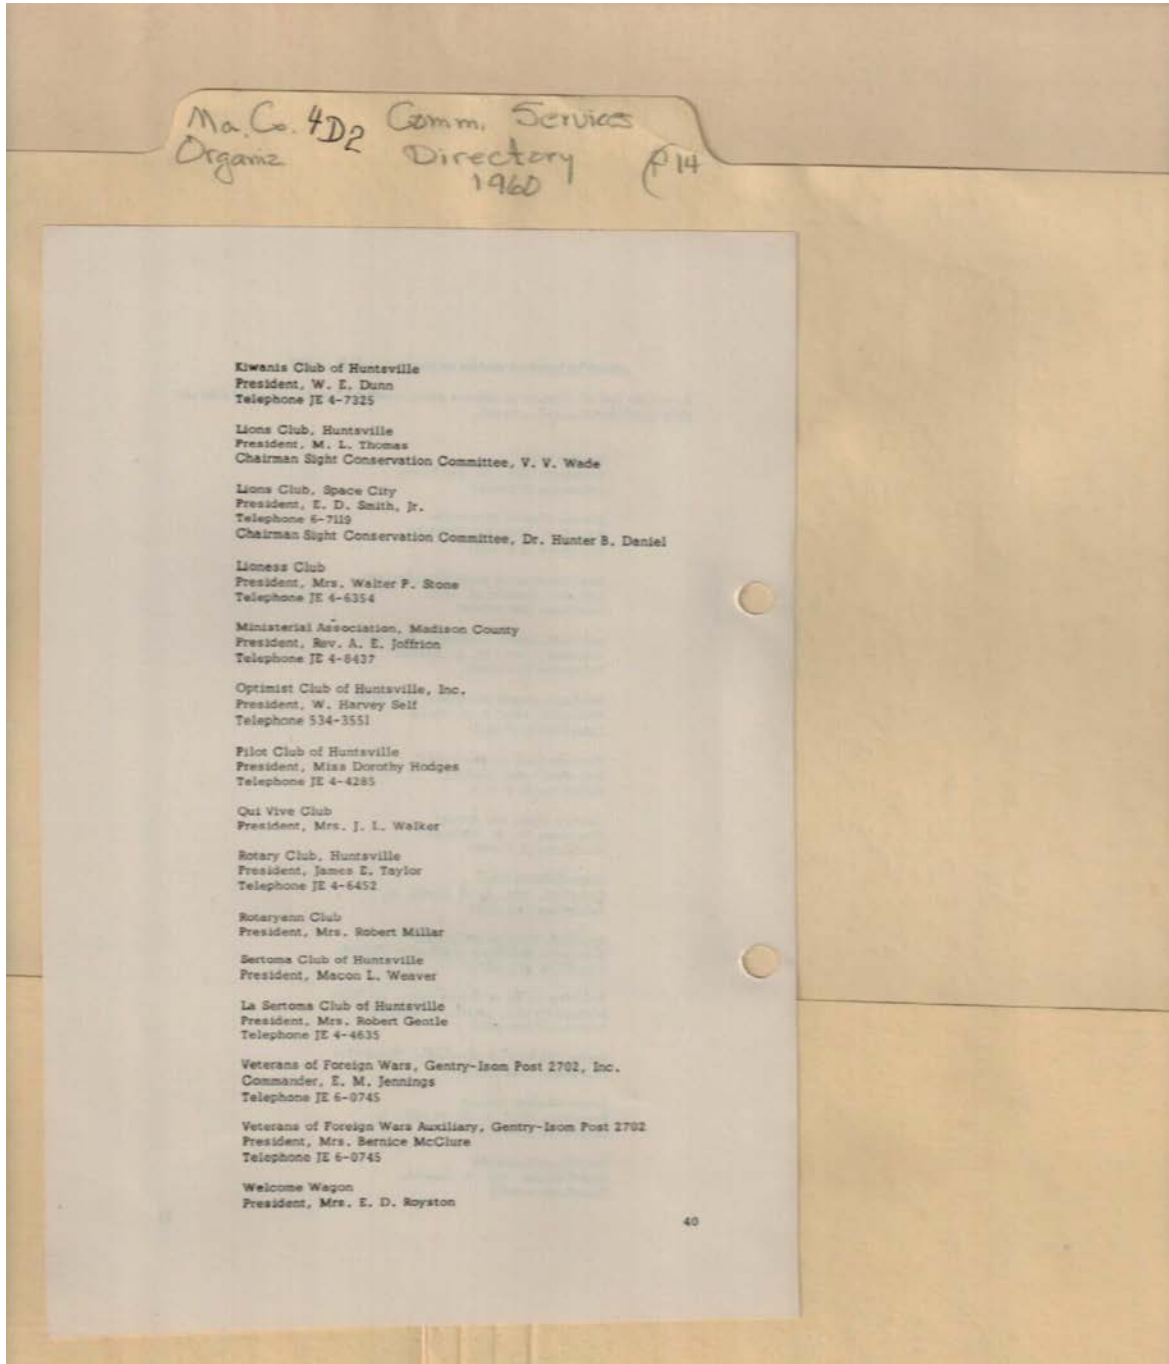 Ma. Co. 4D2 Comm. Services
Organiz Directory P 14
1960
Kiwanis Club of Huntsville
President, W. E. Dunn
Telephone JE 4-7325
Lions Club, Huntsville
President, M. L. Thomas
Chairman Sight Conservation Committee, V. V. Wade
Lions Club, Space City
President, E. D. Smith, Jr.
Telephone 6-7119
Chairman Sight Conservation Committee, Dr. Hunter B. Daniel
Lioness Club
President, Mrs. Walter P. Stone
Telephone JE 4-6354
Ministerial Association, Madison County
President, Rev. A. E. Joffrion
Telephone JE 4-8437
Optimist Club of Huntsville, Inc.
President, W. Harvey Self
Telephone 534-3551
Pilot Club of Huntsville
President, Miss Dorothy Hodges
Telephone JE 4-4285
Qui Vive Club
President, Mrs. J. L. Walker
Rotary Club, Huntsville
President, James E. Taylor
Telephone JE 4-6452
Rotaryann Club
President, Mrs. Robert Millar
Sertoma Club of Huntsville
President, Macon L. Weaver
La Sertoma Club of Huntsville
President, Mrs. Robert Gentle
Telephone JE 4-4635
Veterans of Foreign Wars, Gentry-Isom Post 2702, Inc.
Commander, E. M. Jennings
Telephone JE 6-0745
Veterans of Foreign Wars Auxiliary, Gentry-Isom Post 2702
President, Mrs. Bernice McClure
Telephone JE 6-0745
Welcome Wagon
President, Mrs. E. D. Royston
40